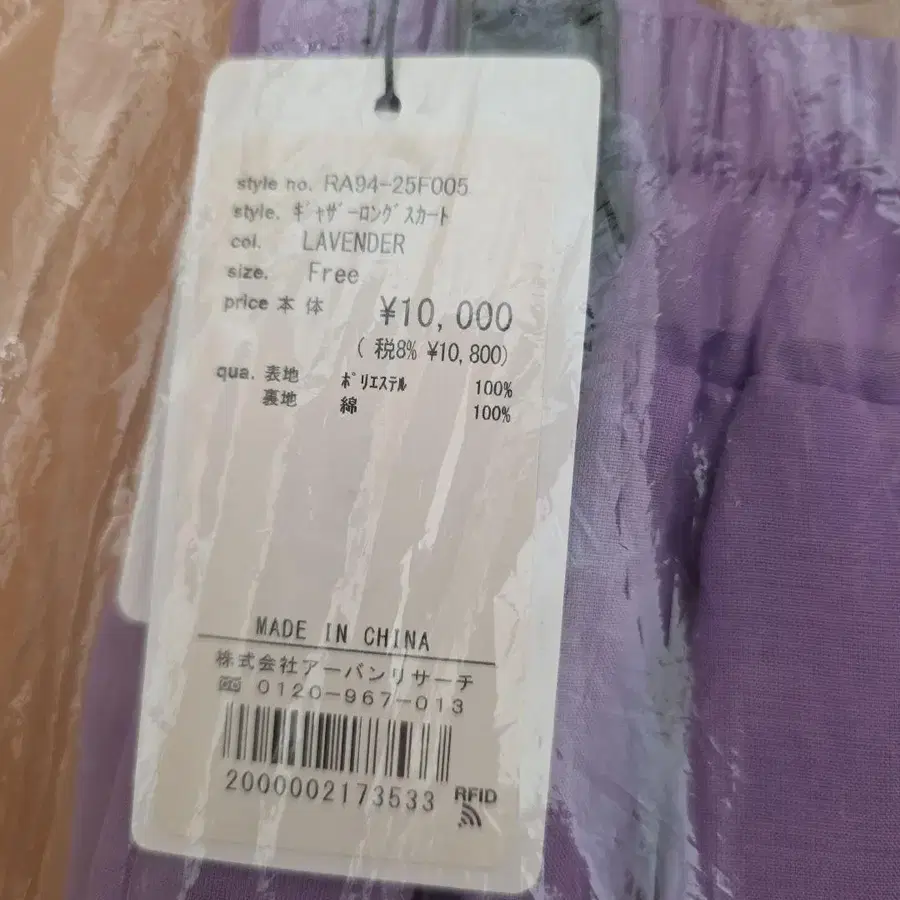 style no. RA94-25F005
style. ｷﾞｬｻﾞｰﾛﾝｸﾞｽｶｰﾄ
col. LAVENDER
size. Free
price 本体 ¥10,000
( 税8% ¥10,800)
qua. 表地 ﾎﾟﾘｴｽﾃﾙ 100%
裏地 綿 100%
MADE IN CHINA
株式会社アーバンリサーチ
0120-967-013
2000002173533
RFID